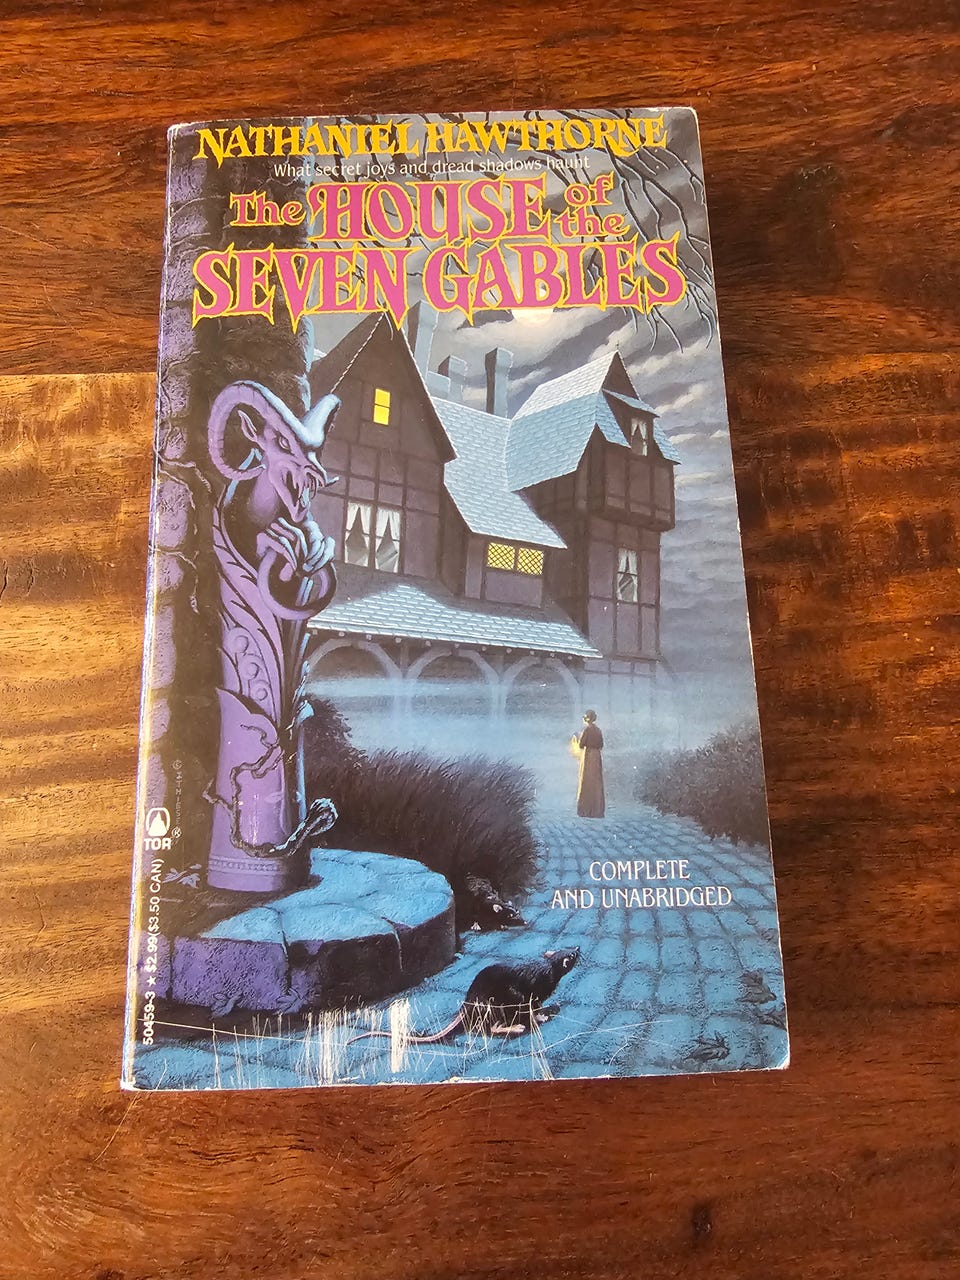 NATHANIEL HAWTHORNE
What secret joys and dread shadows haunt
The HOUSE of the
SEVEN GABLES
COMPLETE
AND UNABRIDGED
TOR
®
50459-3 ★ $2.99 ($3.50 CAN)